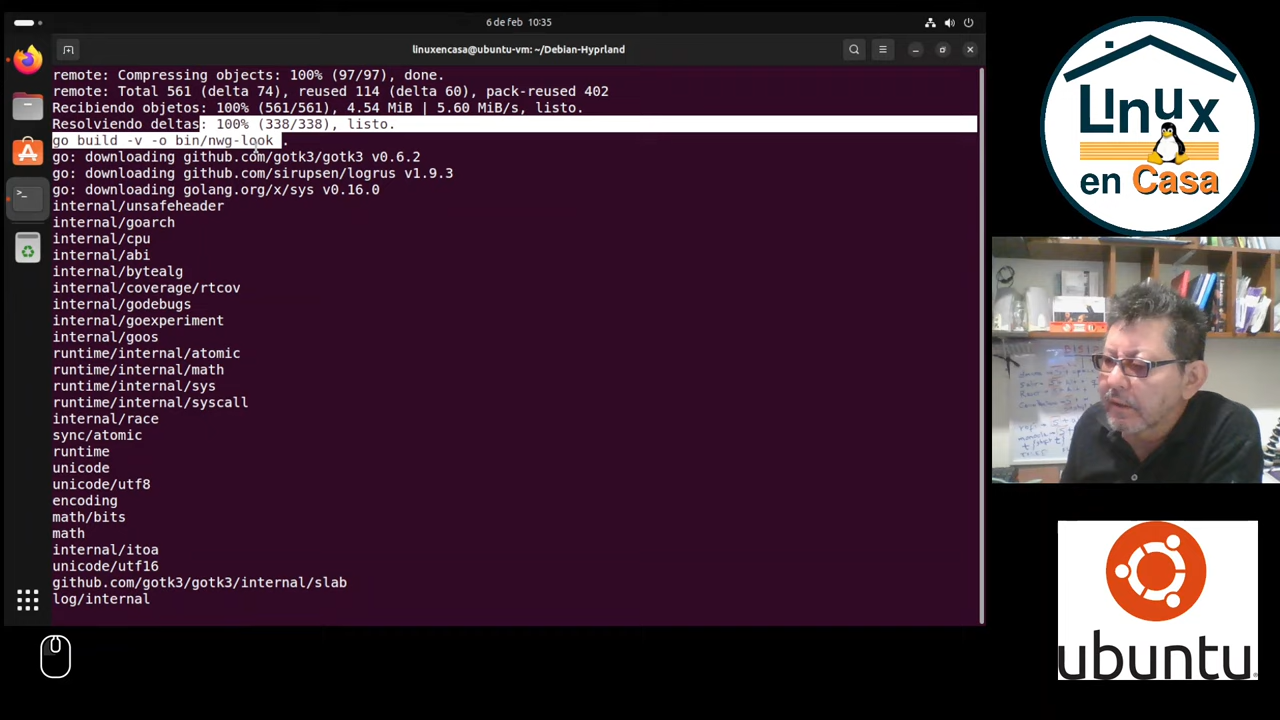 6 de feb 10:35
linuxencasa@ubuntu-vm: ~/Debian-Hyprland
remote: Compressing objects: 100% (97/97), done.
remote: Total 561 (delta 74), reused 114 (delta 60), pack-reused 402
Recibiendo objetos: 100% (561/561), 4.54 MiB | 5.60 MiB/s, listo.
Resolviendo deltas: 100% (338/338), listo.
go build -v -o bin/nwg-look .
go: downloading github.com/gotk3/gotk3 v0.6.2
go: downloading github.com/sirupsen/logrus v1.9.3
go: downloading golang.org/x/sys v0.16.0
internal/unsafeheader
internal/goarch
internal/cpu
internal/abi
internal/bytealg
internal/coverage/rtcov
internal/godebugs
internal/goexperiment
internal/goos
runtime/internal/atomic
runtime/internal/math
runtime/internal/sys
runtime/internal/syscall
internal/race
sync/atomic
runtime
unicode
unicode/utf8
encoding
math/bits
math
internal/itoa
unicode/utf16
github.com/gotk3/gotk3/internal/slab
log/internal
LInux
en Casa
ubuntu